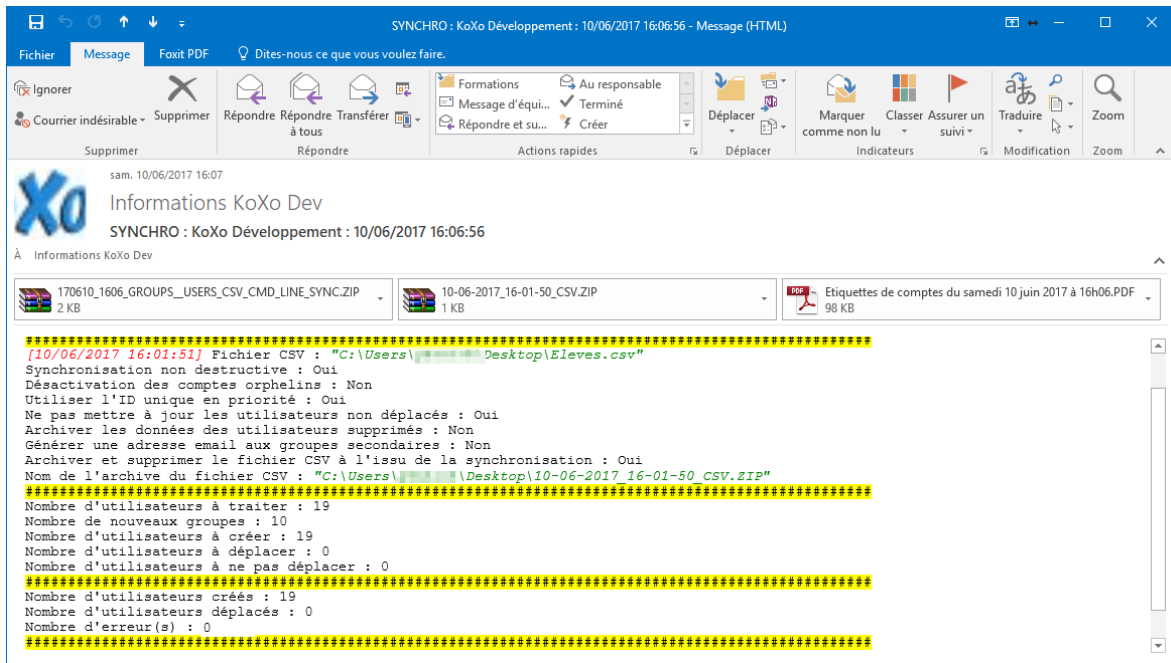 SYNCHRO : KoXo Développement : 10/06/2017 16:06:56 - Message (HTML)
Fichier Message Foxit PDF Dites-nous ce que vous voulez faire.
Ignorer
Courrier indésirable
Supprimer
Répondre Répondre à tous Transférer
Formations
Message d'équi...
Répondre et su...
Au responsable
Terminé
Créer
Déplacer
Marquer comme non lu
Classer
Assurer un suivi
Traduire
Zoom
Supprimer Répondre Actions rapides Déplacer Indicateurs Modification Zoom
sam. 10/06/2017 16:07
Xo
Informations KoXo Dev
SYNCHRO : KoXo Développement : 10/06/2017 16:06:56
À Informations KoXo Dev
170610_1606_GROUPS__USERS_CSV_CMD_LINE_SYNC.ZIP
2 KB
10-06-2017_16-01-50_CSV.ZIP
1 KB
PDF
Etiquettes de comptes du samedi 10 juin 2017 à 16h06.PDF
98 KB
[10/06/2017 16:01:51] Fichier CSV : "C:\Users\ \Desktop\Eleves.csv"
Synchronisation non destructive : Oui
Désactivation des comptes orphelins : Non
Utiliser l'ID unique en priorité : Oui
Ne pas mettre à jour les utilisateurs non déplacés : Oui
Archiver les données des utilisateurs supprimés : Non
Générer une adresse email aux groupes secondaires : Non
Archiver et supprimer le fichier CSV à l'issu de la synchronisation : Oui
Nom de l'archive du fichier CSV : "C:\Users\ \Desktop\10-06-2017_16-01-50_CSV.ZIP"
Nombre d'utilisateurs à traiter : 19
Nombre de nouveaux groupes : 10
Nombre d'utilisateurs à créer : 19
Nombre d'utilisateurs à déplacer : 0
Nombre d'utilisateurs à ne pas déplacer : 0
Nombre d'utilisateurs créés : 19
Nombre d'utilisateurs déplacés : 0
Nombre d'erreur(s) : 0